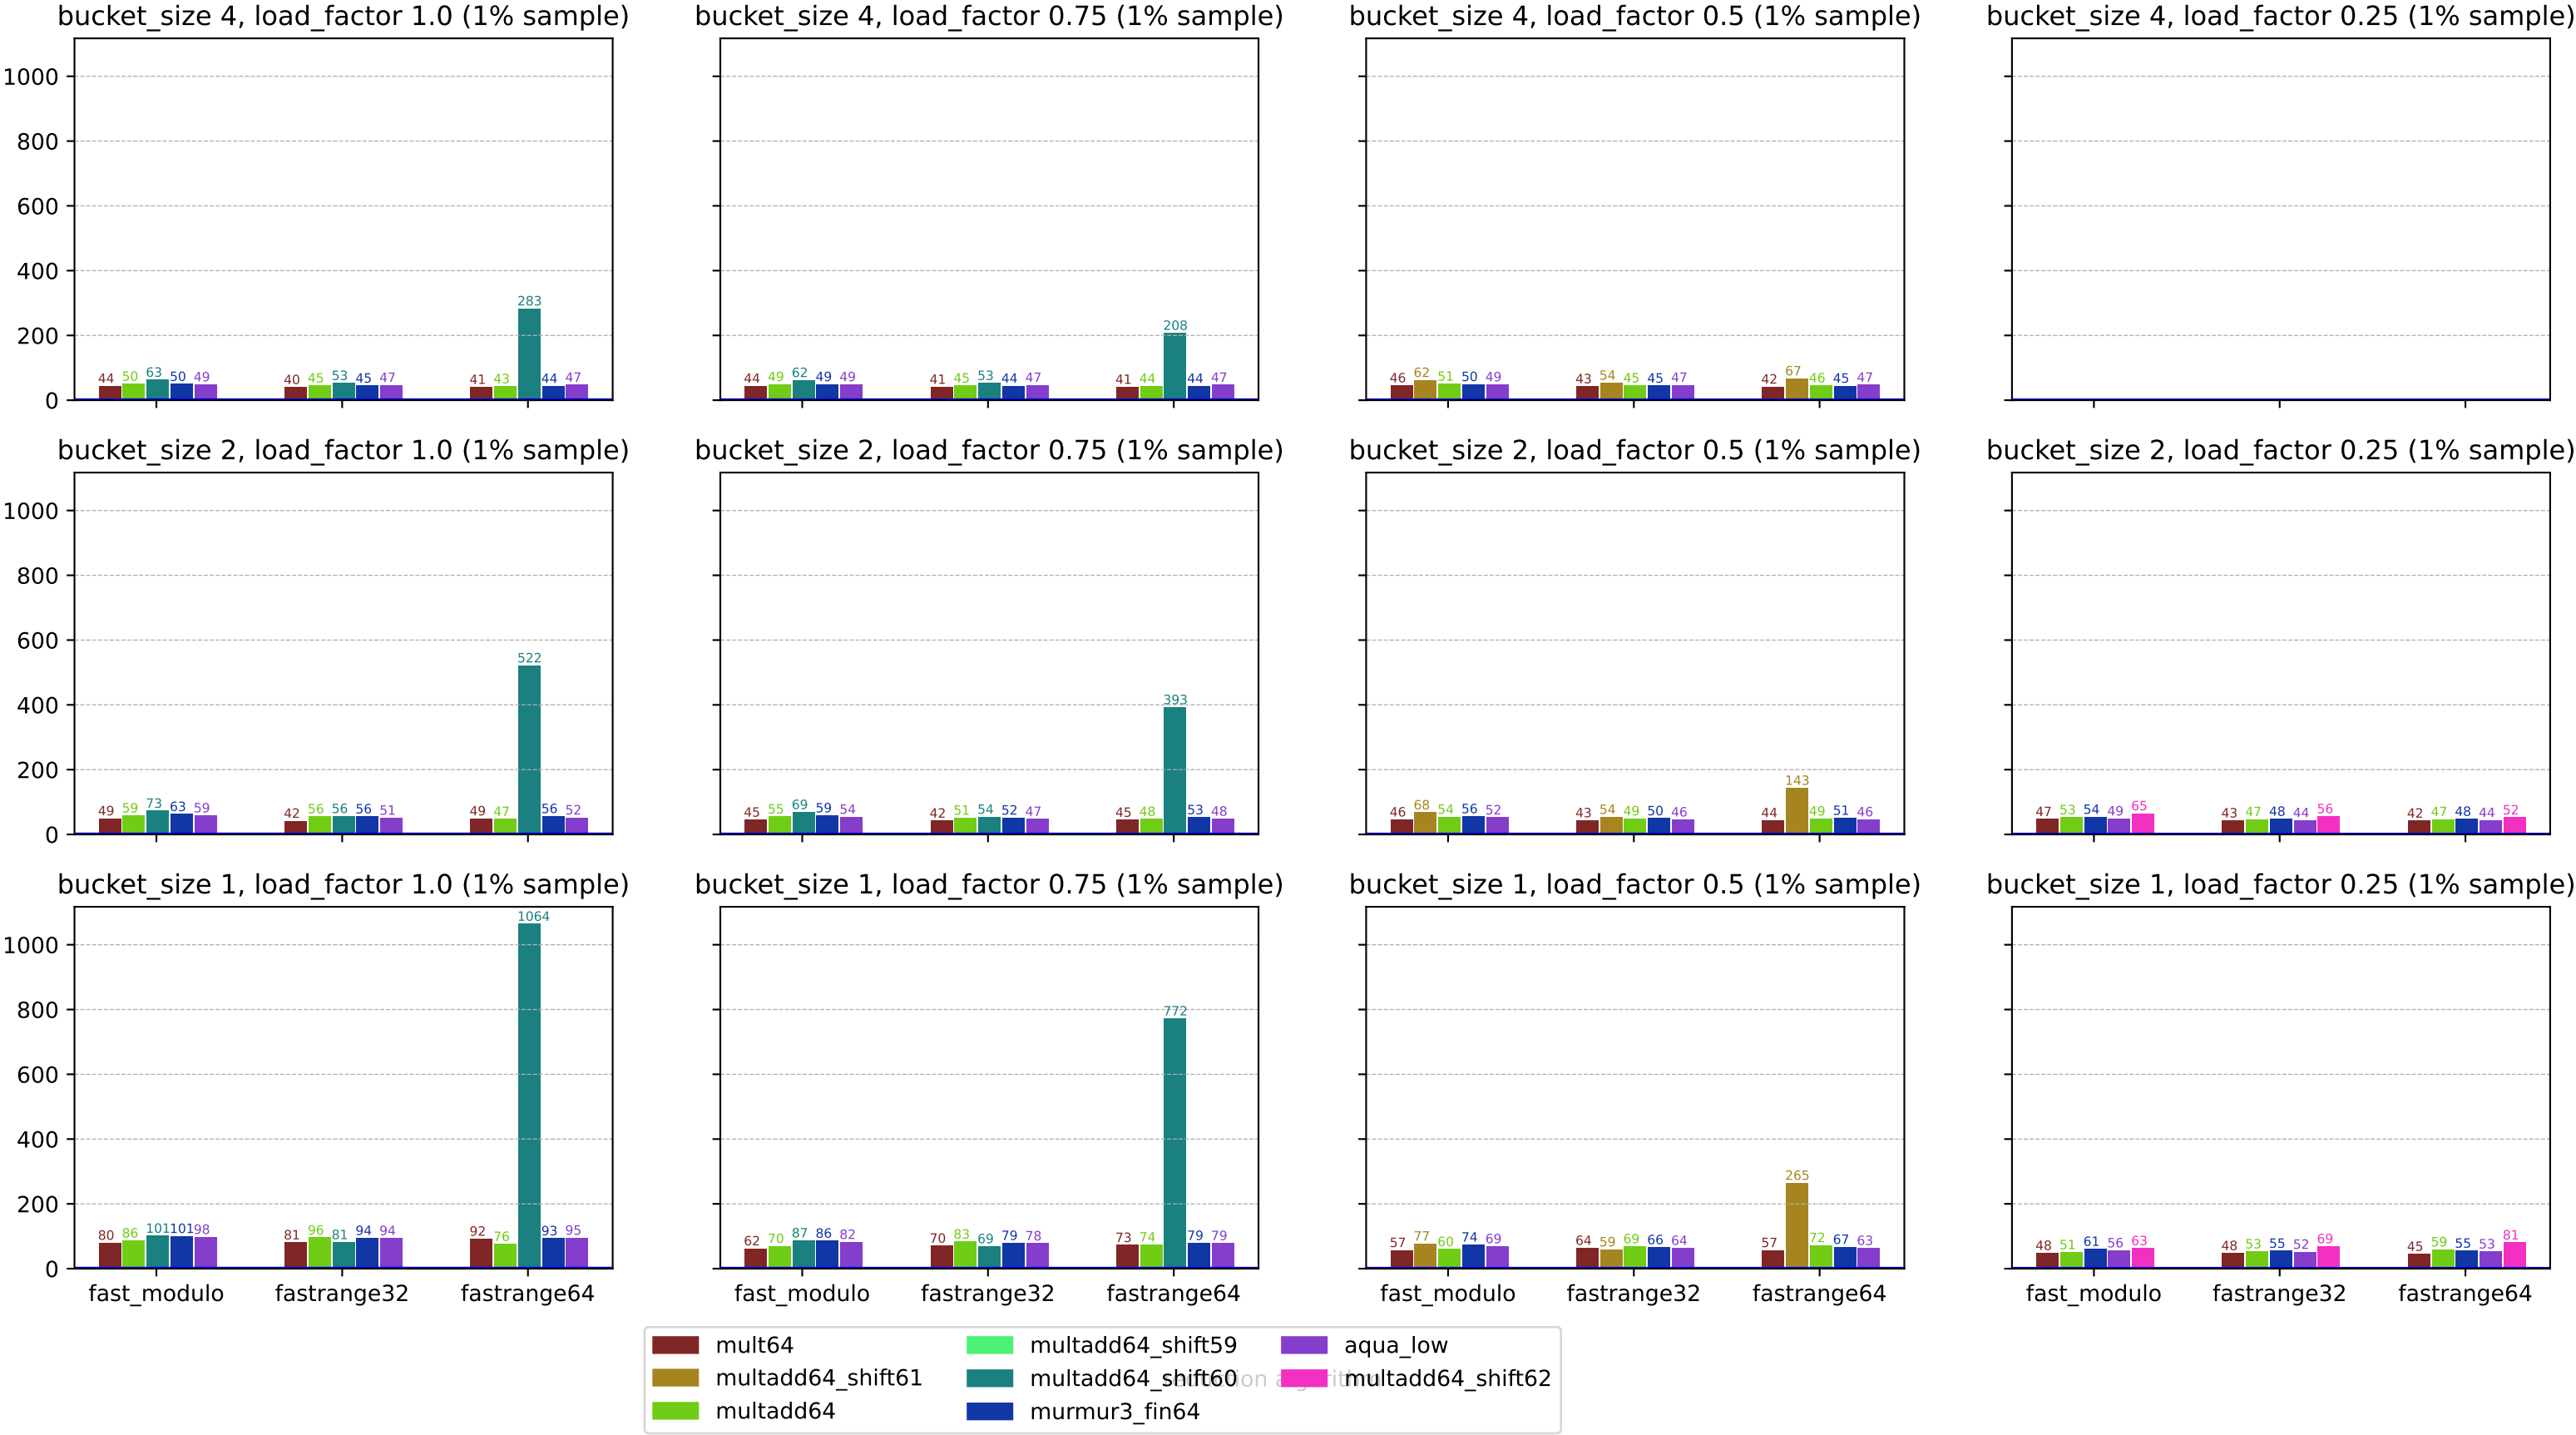 bucket_size 4, load_factor 1.0 (1% sample)
bucket_size 4, load_factor 0.75 (1% sample)
bucket_size 4, load_factor 0.5 (1% sample)
bucket_size 4, load_factor 0.25 (1% sample)
1000
800
600
400
200
0
44 50 63 50 49 40 45 53 45 47 41 43 283 44 47
44 49 62 49 49 41 45 53 44 47 41 44 208 44 47
46 62 51 50 49 43 54 45 45 47 42 67 46 45 47
bucket_size 2, load_factor 1.0 (1% sample)
bucket_size 2, load_factor 0.75 (1% sample)
bucket_size 2, load_factor 0.5 (1% sample)
bucket_size 2, load_factor 0.25 (1% sample)
1000
800
600
400
200
0
49 59 73 63 59 42 56 56 56 51 49 47 522 56 52
45 55 69 59 54 42 51 54 52 47 45 48 393 53 48
46 68 54 56 52 43 54 49 50 46 44 143 49 51 46
47 53 54 49 65 43 47 48 44 56 42 47 48 44 52
bucket_size 1, load_factor 1.0 (1% sample)
bucket_size 1, load_factor 0.75 (1% sample)
bucket_size 1, load_factor 0.5 (1% sample)
bucket_size 1, load_factor 0.25 (1% sample)
1000
800
600
400
200
0
80 86 101 101 98 81 96 81 94 94 92 76 1064 93 95
62 70 87 86 82 70 83 69 79 78 73 74 772 79 79
57 77 60 74 69 64 59 69 66 64 57 265 72 67 63
48 51 61 56 63 48 53 55 52 69 45 59 55 53 81
fast_modulo fastrange32 fastrange64
fast_modulo fastrange32 fastrange64
fast_modulo fastrange32 fastrange64
fast_modulo fastrange32 fastrange64
mult64
multadd64_shift61
multadd64
multadd64_shift59
multadd64_shift60
murmur3_fin64
aqua_low
multadd64_shift62